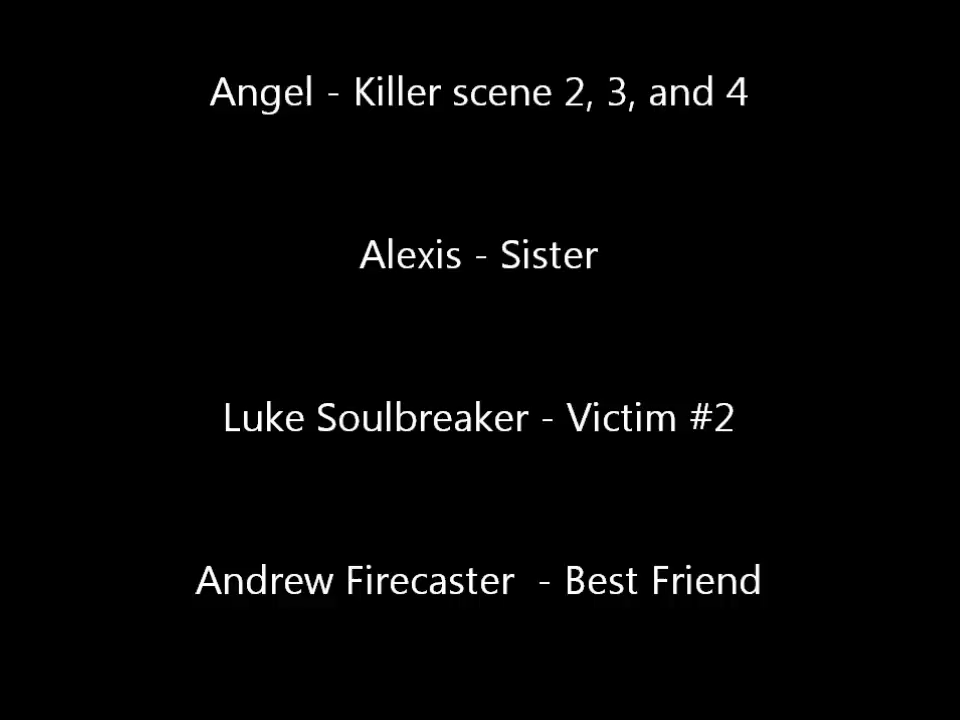 Angel - Killer scene 2, 3, and 4
Alexis - Sister
Luke Soulbreaker - Victim #2
Andrew Firecaster  - Best Friend